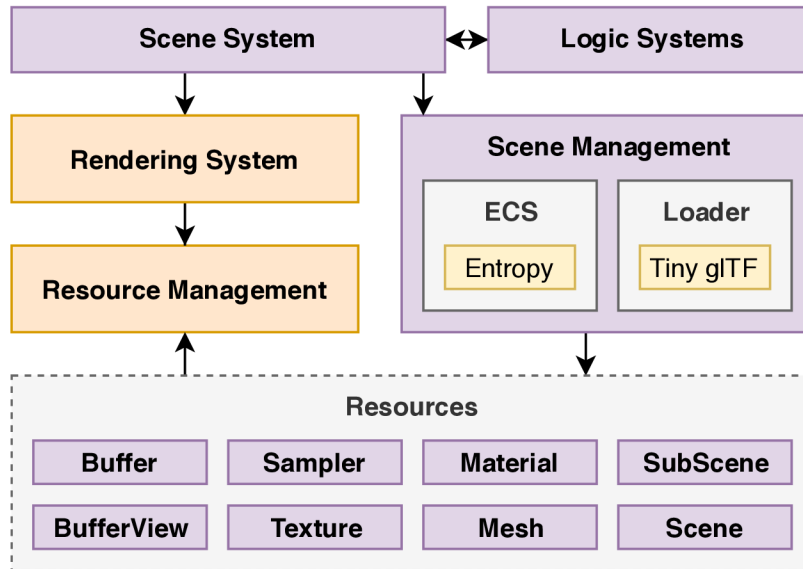 Scene System
Logic Systems
Rendering System
Scene Management
ECS
Loader
Entropy
Tiny glTF
Resource Management
Resources
Buffer
Sampler
Material
SubScene
BufferView
Texture
Mesh
Scene